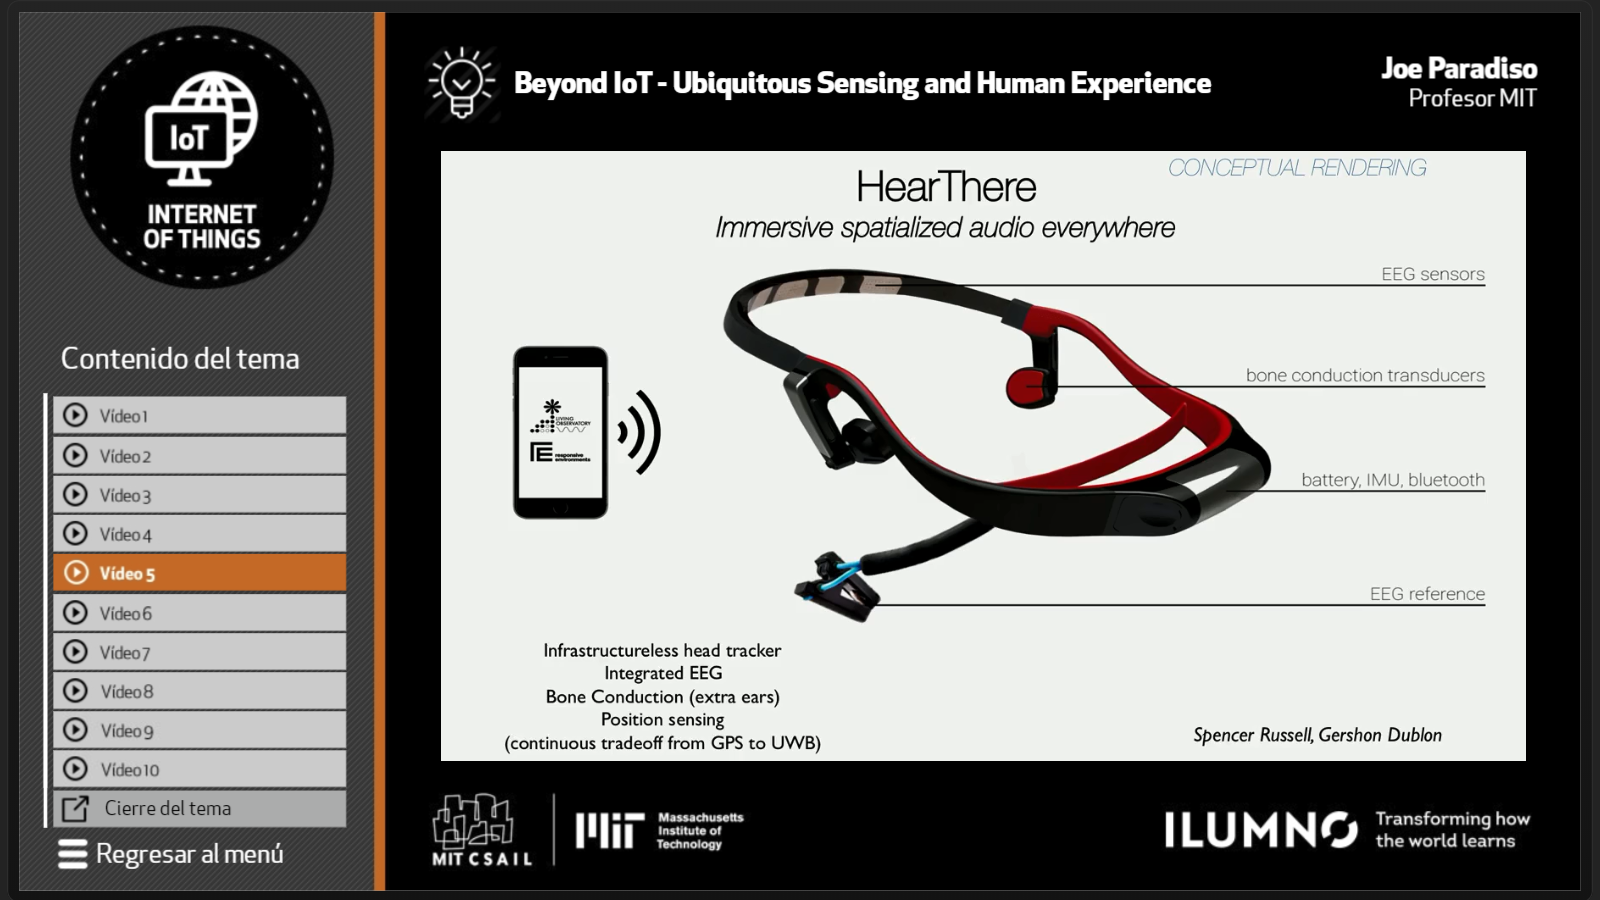 IoT
INTERNET
OF THINGS
Contenido del tema
Vídeo 1
Vídeo 2
Vídeo 3
Vídeo 4
Vídeo 5
Vídeo 6
Vídeo 7
Vídeo 8
Vídeo 9
Vídeo 10
Cierre del tema
Regresar al menú
Beyond IoT - Ubiquitous Sensing and Human Experience
Joe Paradiso
Profesor MIT
CONCEPTUAL RENDERING
HearThere
Immersive spatialized audio everywhere
EEG sensors
bone conduction transducers
battery, IMU, bluetooth
EEG reference
LIVING
OBSERVATORY
responsive
environments
Infrastructureless head tracker
Integrated EEG
Bone Conduction (extra ears)
Position sensing
(continuous tradeoff from GPS to UWB)
Spencer Russell, Gershon Dublon
MIT CSAIL
MIT
Massachusetts
Institute of
Technology
ILUMNO
Transforming how
the world learns